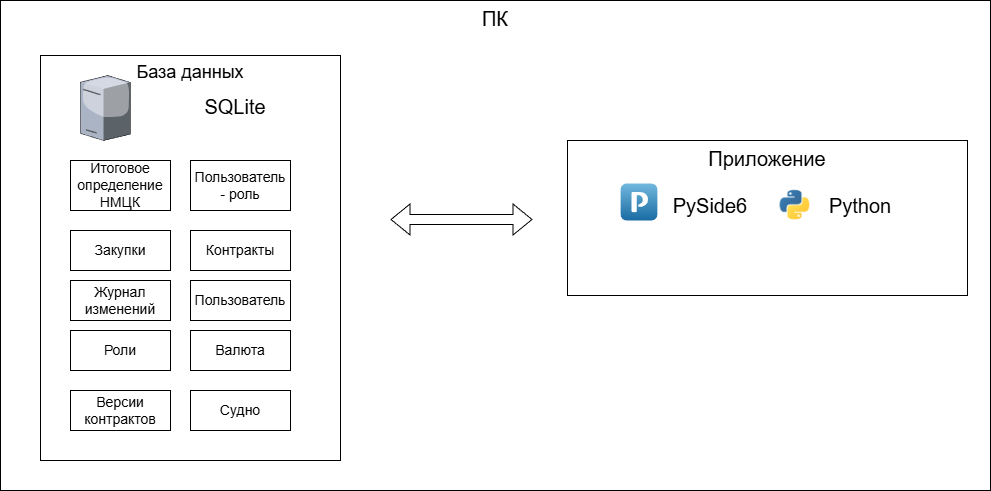 ПК
База данных
SQLite
Итоговое
определение
НМЦК
Пользователь
- роль
Закупки
Контракты
Журнал
изменений
Пользователь
Роли
Валюта
Версии
контрактов
Судно
Приложение
P
PySide6
Python